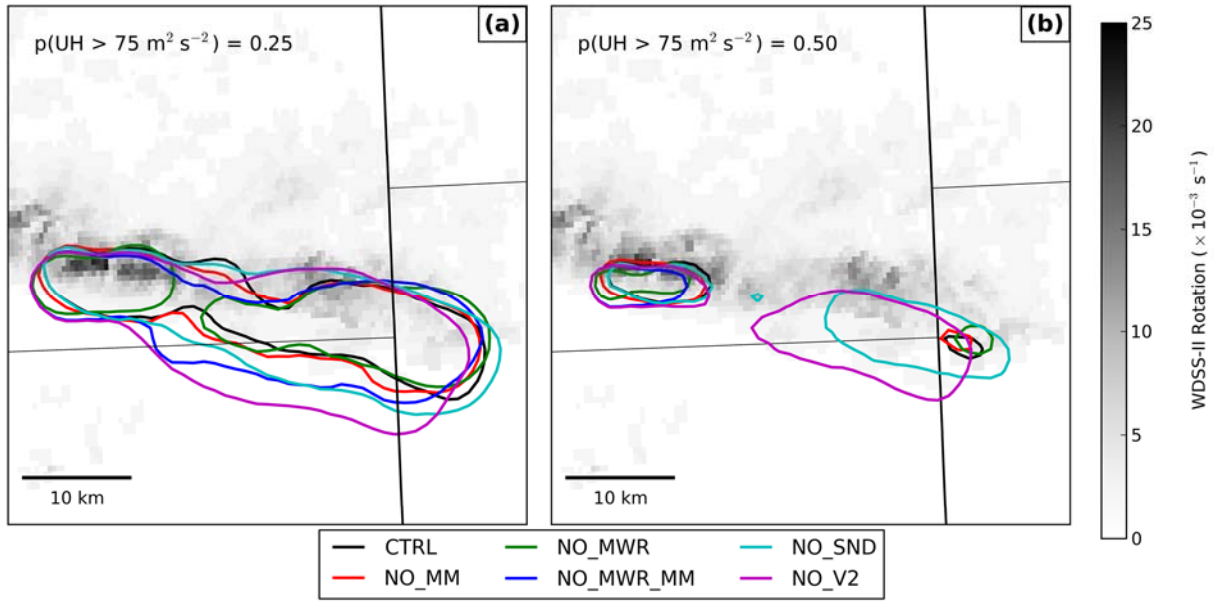 (a)
p(UH > 75 m² s⁻²) = 0.25
10 km
(b)
p(UH > 75 m² s⁻²) = 0.50
10 km
25
20
15
10
5
0
WDSS-II Rotation ( × 10⁻³ s⁻¹)
CTRL
NO_MWR
NO_SND
NO_MM
NO_MWR_MM
NO_V2